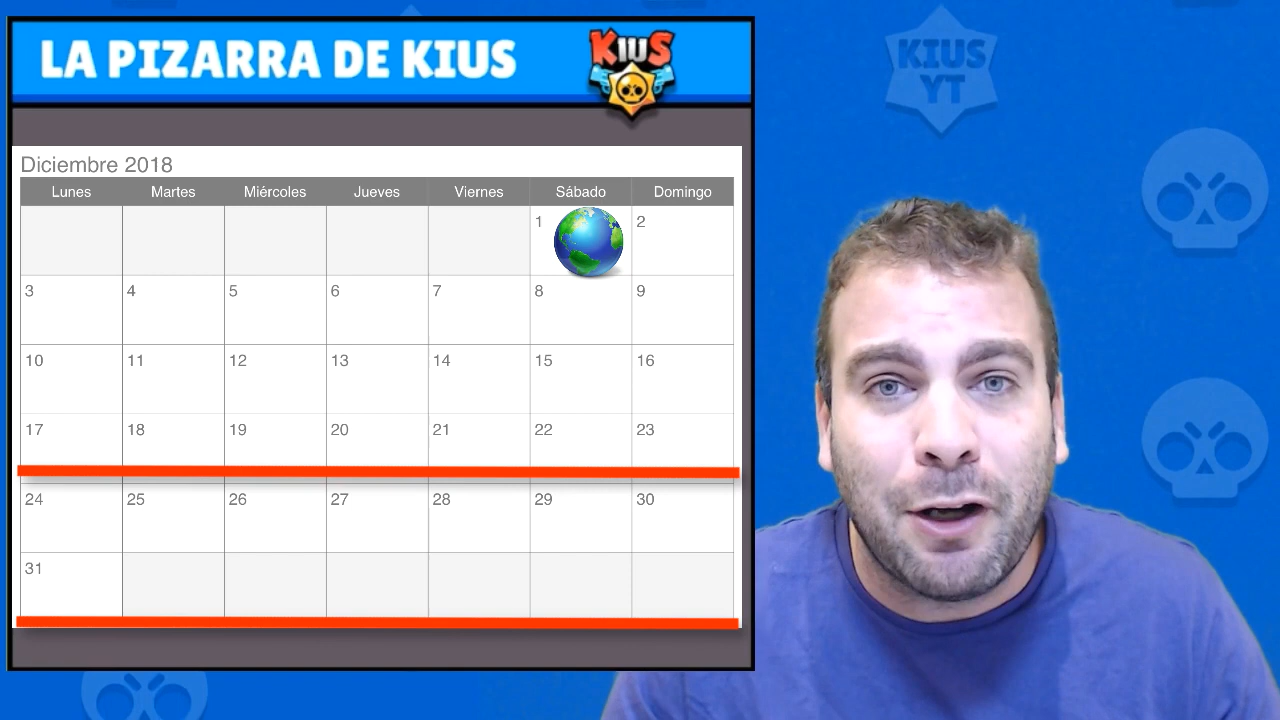 LA PIZARRA DE KIUS
KIUS
KIUS
YT
Diciembre 2018
Lunes Martes Miércoles Jueves Viernes Sábado Domingo
1 2
3 4 5 6 7 8 9
10 11 12 13 14 15 16
17 18 19 20 21 22 23
24 25 26 27 28 29 30
31